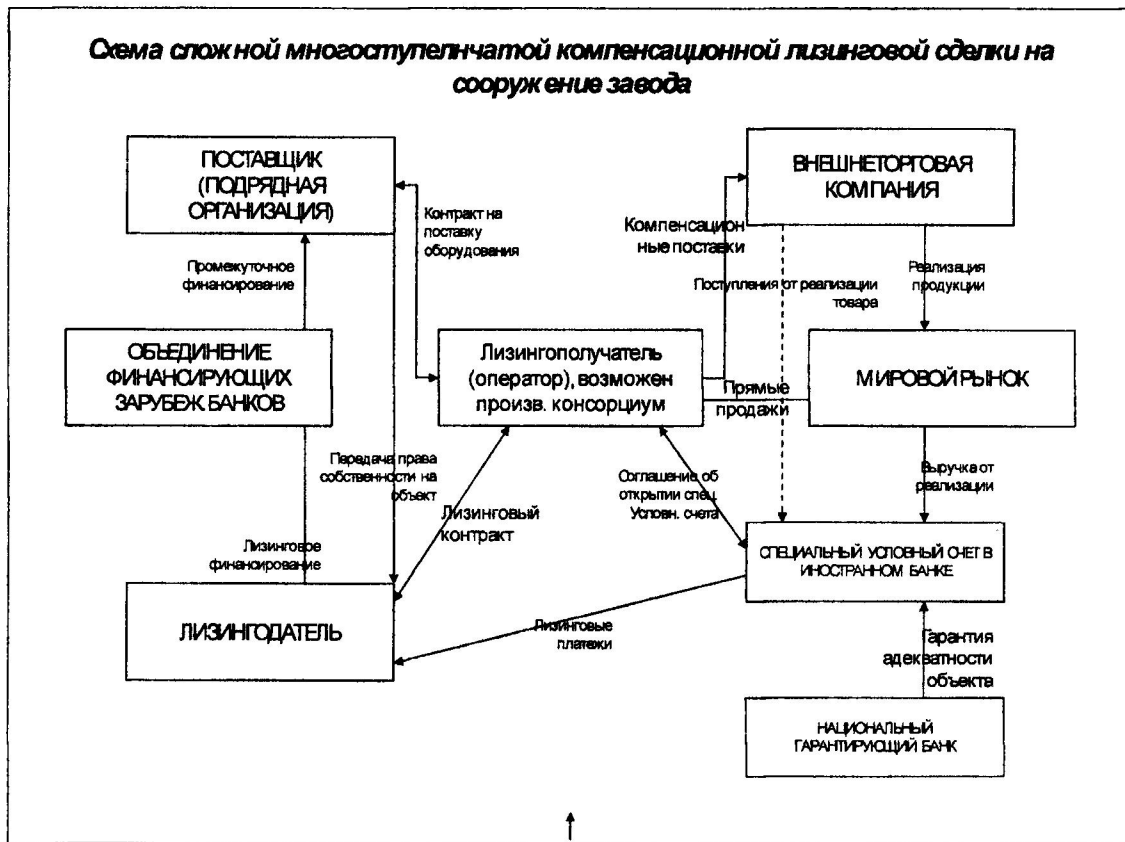 Схема сложной многоступелнчатой компенсационной лизинговой сделки на
сооружение завода
ПОСТАВЩИК
(ПОДРЯДНАЯ
ОРГАНИЗАЦИЯ)
ВНЕШНЕТОРГОВАЯ
КОМПАНИЯ
Контракт на
поставку
оборудования
Компенсацион
ные поставки
Промежуточное
финансирование
Поступления от реализации
товара
Реализация
продукции
ОБЪЕДИНЕНИЕ
ФИНАНСИРУЮЩИХ
ЗАРУБЕЖ. БАНКОВ
Лизингополучатель
(оператор), возможен
произв. консорциум
Прямые
продажи
МИРОВОЙ РЫНОК
Передача права
собственности на
объект
Лизинговый
контракт
Соглашение об
открытии спец.
Условн. счета
Выручка от
реализации
Лизинговое
финансирование
СПЕЦИАЛЬНЫЙ УСЛОВНЫЙ СЧЕТ В
ИНОСТРАННОМ БАНКЕ
ЛИЗИНГОДАТЕЛЬ
Лизинговые
платежи
Гарантия
адекватности
объекта
НАЦИОНАЛЬНЫЙ
ГАРАНТИРУЮЩИЙ БАНК